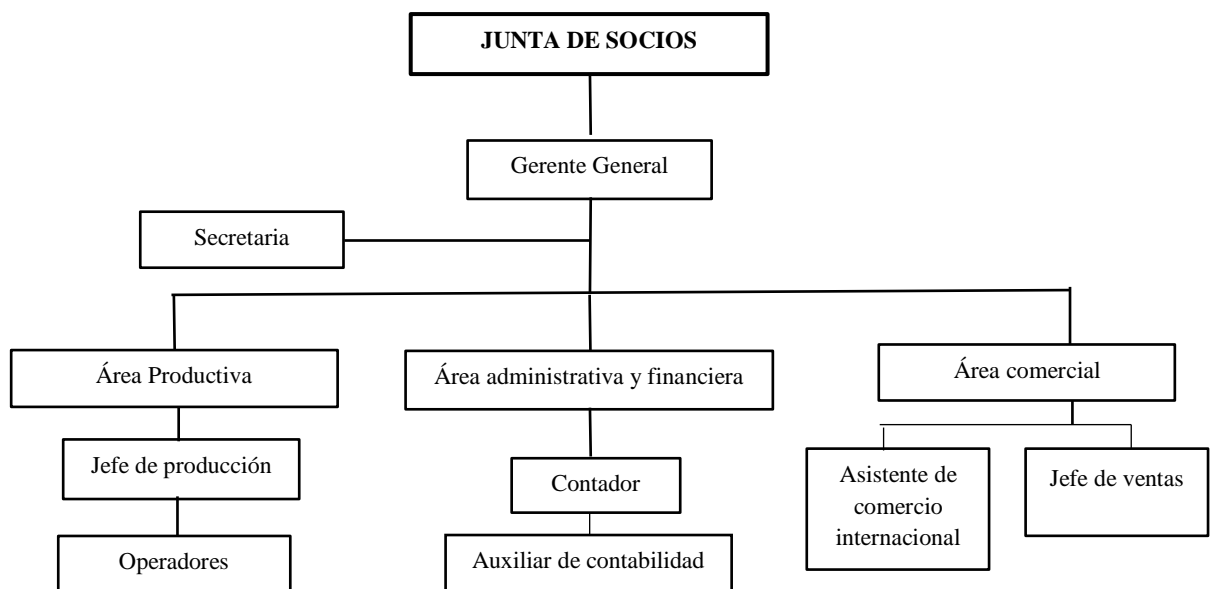 JUNTA DE SOCIOS
Gerente General
Secretaria
Área Productiva
Área administrativa y financiera
Área comercial
Jefe de producción
Contador
Asistente de
comercio
internacional
Jefe de ventas
Operadores
Auxiliar de contabilidad